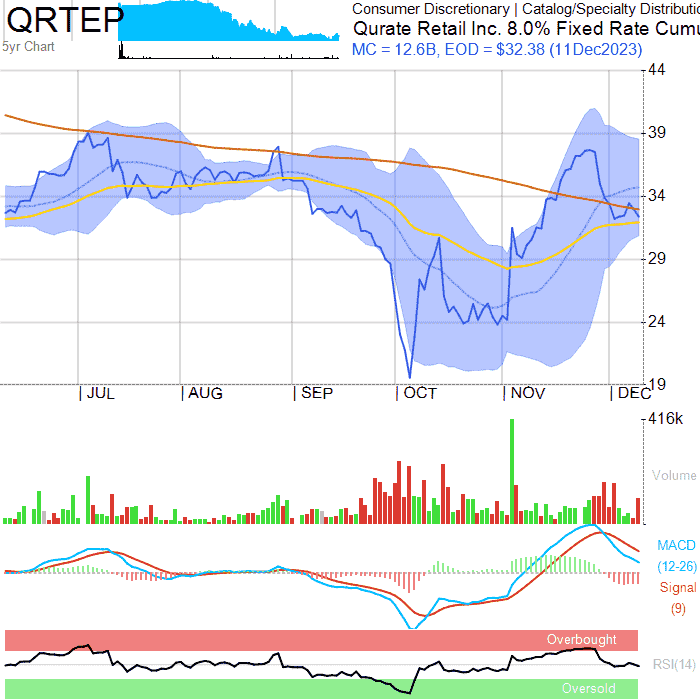 QRTEP
5yr Chart
Consumer Discretionary | Catalog/Specialty Distributio
Qurate Retail Inc. 8.0% Fixed Rate Cumu
MC = 12.6B, EOD = $32.38 (11Dec2023)
44
39
34
29
24
19
| JUL
| AUG
| SEP
| OCT
| NOV
| DEC
416k
Volume
MACD
(12-26)
Signal
(9)
Overbought
RSI(14)
Oversold